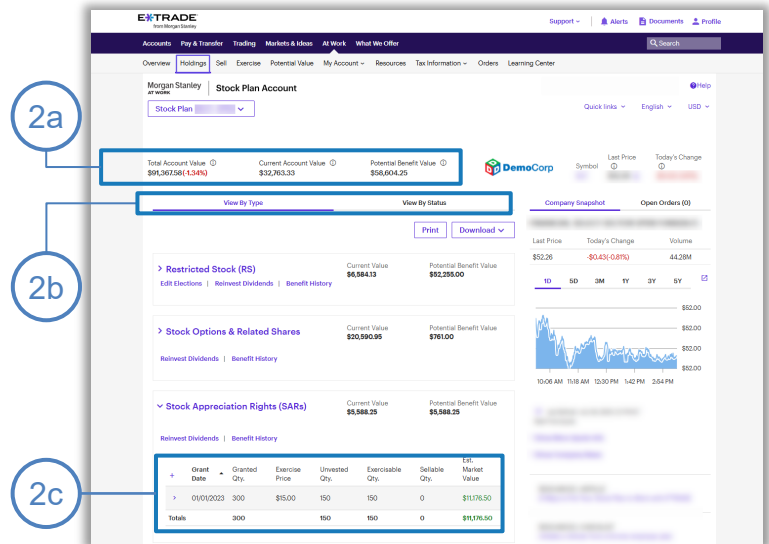 E*TRADE
from Morgan Stanley
Support Alerts Documents Profile
Accounts Pay & Transfer Trading Markets & Ideas At Work What We Offer Search
Overview Holdings Sell Exercise Potential Value My Account Resources Tax Information Orders Learning Center
Morgan Stanley
AT WORK
Stock Plan Account
Help
Stock Plan
Quick links English USD
2a
Total Account Value Current Account Value Potential Benefit Value
$91,367.58(-1.34%) $32,763.33 $58,604.25
DemoCorp
Symbol Last Price Today's Change
2b
View By Type View By Status
Company Snapshot Open Orders (0)
Print Download
Last Price Today's Change Volume
$52.26 -$0.43(-0.81%) 44.28M
Restricted Stock (RS)
Current Value Potential Benefit Value
$6,584.13 $52,255.00
Edit Elections | Reinvest Dividends | Benefit History
1D 5D 3M 1Y 3Y 5Y
$52.00
$52.00
$52.00
$52.00
10:06 AM 11:18 AM 12:30 PM 1:42 PM 2:54 PM
Stock Options & Related Shares
Current Value Potential Benefit Value
$20,590.95 $761.00
Reinvest Dividends | Benefit History
Stock Appreciation Rights (SARs)
Current Value Potential Benefit Value
$5,588.25 $5,588.25
Reinvest Dividends | Benefit History
2c
+ Grant Date Granted Qty. Exercise Price Unvested Qty. Exercisable Qty. Sellable Qty. Est. Market Value
01/01/2023 300 $15.00 150 150 0 $11,176.50
Totals 300 150 150 0 $11,176.50